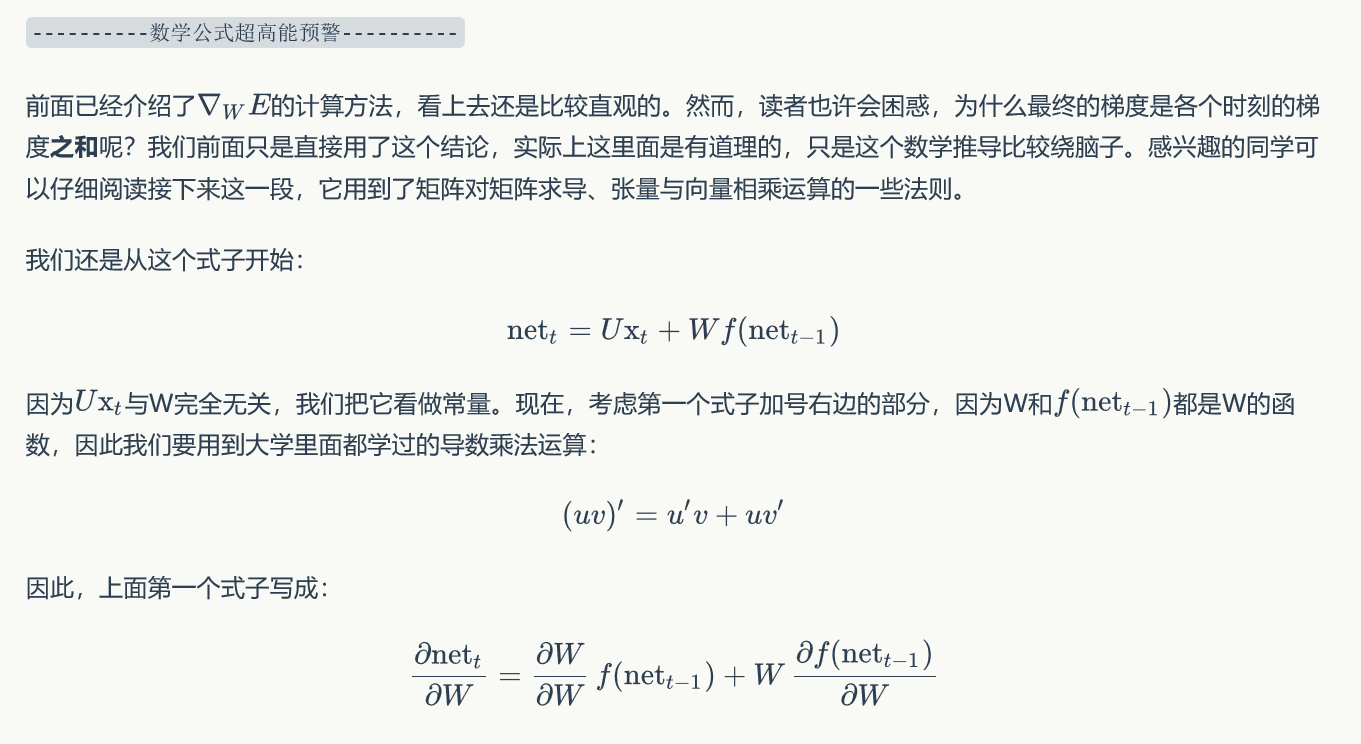 ----------数学公式超高能预警----------
前面已经介绍了$\nabla_W E$的计算方法，看上去还是比较直观的。然而，读者也许会困惑，为什么最终的梯度是各个时刻的梯
度之和呢？我们前面只是直接用了这个结论，实际上这里面是有道理的，只是这个数学推导比较绕脑子。感兴趣的同学可
以仔细阅读接下来这一段，它用到了矩阵对矩阵求导、张量与向量相乘运算的一些法则。
我们还是从这个式子开始：
$\mathrm{net}_t = U\mathrm{x}_t + Wf(\mathrm{net}_{t-1})$
因为$U\mathrm{x}_t$与W完全无关，我们把它看做常量。现在，考虑第一个式子加号右边的部分，因为W和$f(\mathrm{net}_{t-1})$都是W的函
数，因此我们要用到大学里面都学过的导数乘法运算：
$(uv)' = u'v + uv'$
因此，上面第一个式子写成：
$\frac{\partial \mathrm{net}_t}{\partial W} = \frac{\partial W}{\partial W} f(\mathrm{net}_{t-1}) + W \frac{\partial f(\mathrm{net}_{t-1})}{\partial W}$